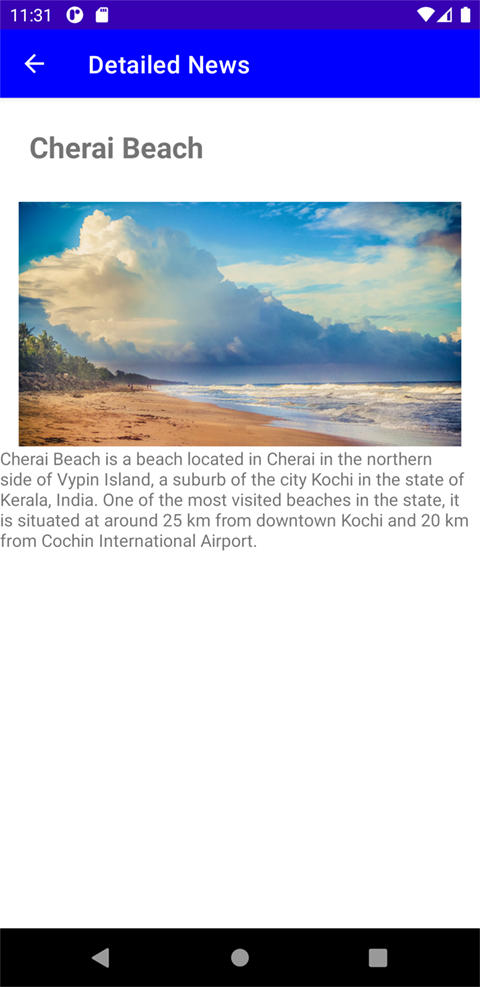 11:31
Detailed News
Cherai Beach
Cherai Beach is a beach located in Cherai in the northern
side of Vypin Island, a suburb of the city Kochi in the state of
Kerala, India. One of the most visited beaches in the state, it
is situated at around 25 km from downtown Kochi and 20 km
from Cochin International Airport.